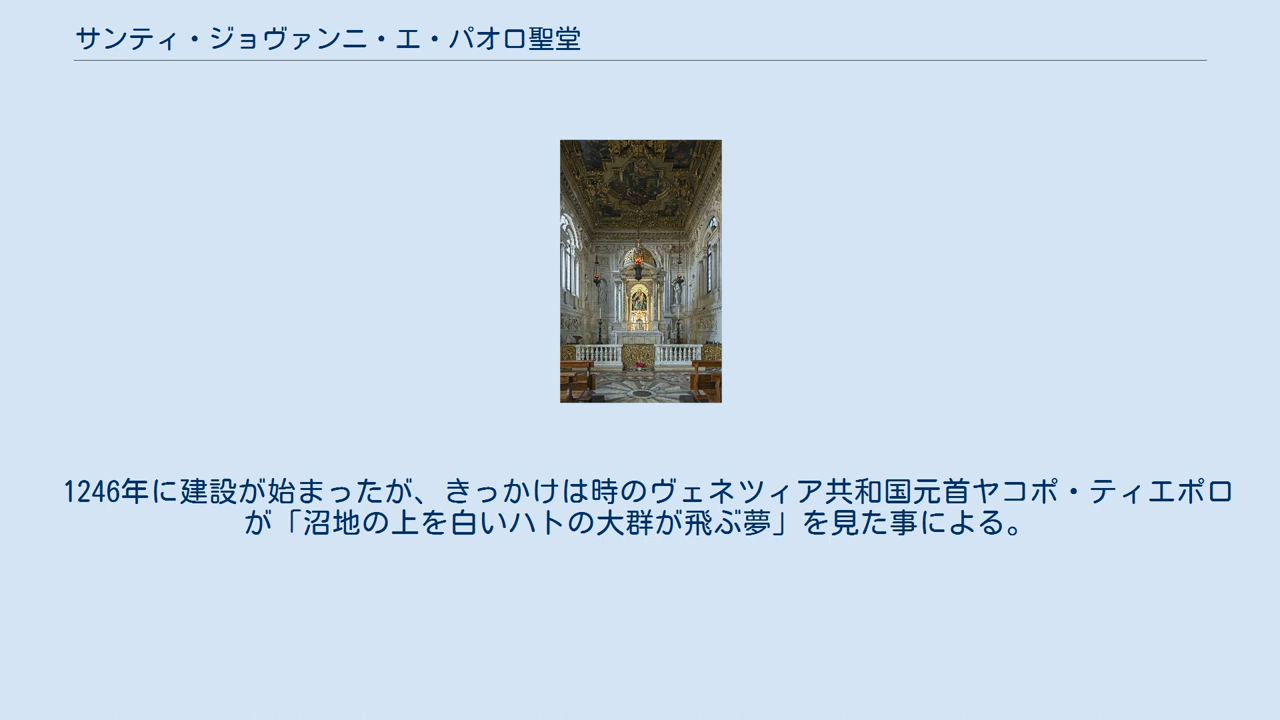 サンティ・ジョヴァンニ・エ・パオロ聖堂
1246年に建設が始まったが、きっかけは時のヴェネツィア共和国元首ヤコポ・ティエポロ
が「沼地の上を白いハトの大群が飛ぶ夢」を見た事による。